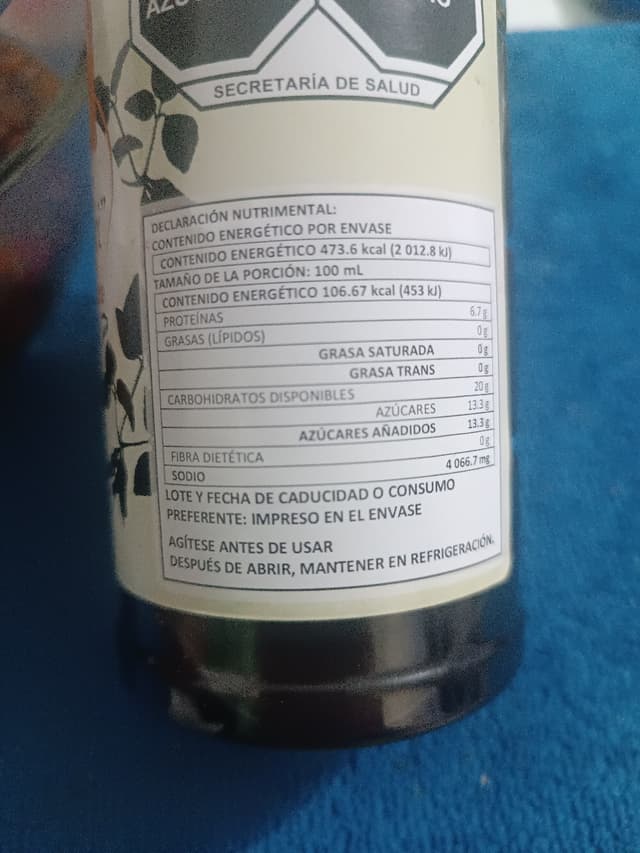 SECRETARÍA DE SALUD
DECLARACIÓN NUTRIMENTAL:
CONTENIDO ENERGÉTICO POR ENVASE
CONTENIDO ENERGÉTICO 473.6 kcal (2 012.8 kJ)
TAMAÑO DE LA PORCIÓN: 100 mL
CONTENIDO ENERGÉTICO 106.67 kcal (453 kJ)
PROTEÍNAS 6.7 g
GRASAS (LÍPIDOS) 0 g
GRASA SATURADA 0 g
GRASA TRANS 0 g
CARBOHIDRATOS DISPONIBLES 20 g
AZÚCARES 13.3 g
AZÚCARES AÑADIDOS 13.3 g
FIBRA DIETÉTICA 0 g
SODIO 4 066.7 mg
LOTE Y FECHA DE CADUCIDAD O CONSUMO
PREFERENTE: IMPRESO EN EL ENVASE
AGÍTESE ANTES DE USAR
DESPUÉS DE ABRIR, MANTENER EN REFRIGERACIÓN.